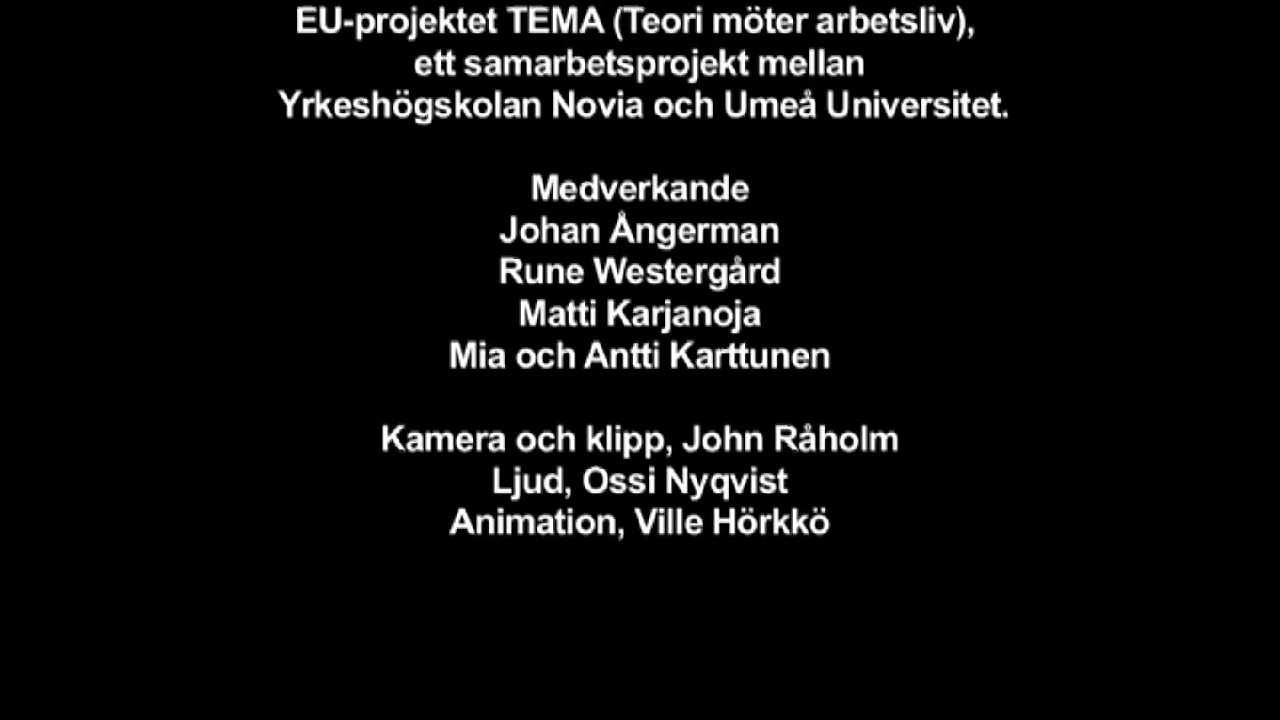 EU-projektet TEMA (Teori möter arbetsliv),
ett samarbetsprojekt mellan
Yrkeshögskolan Novia och Umeå Universitet.
Medverkande
Johan Ångerman
Rune Westergård
Matti Karjanoja
Mia och Antti Karttunen
Kamera och klipp, John Råholm
Ljud, Ossi Nyqvist
Animation, Ville Hörkkö